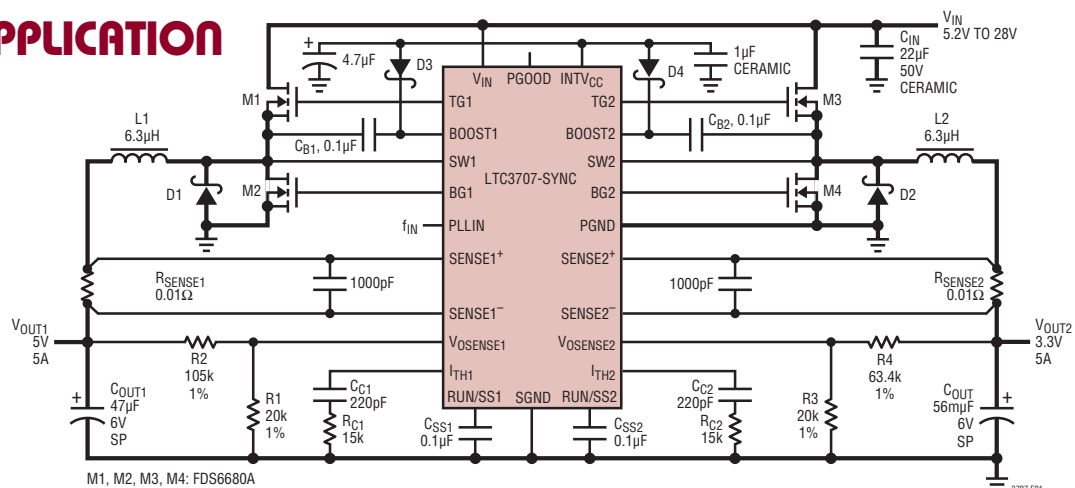 PPLICATION
VIN
5.2V TO 28V
CIN
22µF
50V
CERAMIC
4.7µF
D3
D4
1µF
CERAMIC
VIN
PGOOD
INTVCC
M1
TG1
TG2
M3
BOOST1
BOOST2
CB1, 0.1µF
CB2, 0.1µF
L1
6.3µH
L2
6.3µH
SW1
SW2
LTC3707-SYNC
D1
M2
BG1
BG2
M4
D2
fIN
PLLIN
PGND
SENSE1+
SENSE2+
RSENSE1
0.01Ω
1000pF
1000pF
RSENSE2
0.01Ω
SENSE1–
SENSE2–
VOUT1
5V
5A
VOSENSE1
VOSENSE2
VOUT2
3.3V
5A
R2
105k
1%
R4
63.4k
1%
ITH1
ITH2
COUT1
47µF
6V
SP
R1
20k
1%
CC1
220pF
RC1
15k
RUN/SS1
SGND
RUN/SS2
CSS1
0.1µF
CSS2
0.1µF
CC2
220pF
RC2
15k
R3
20k
1%
COUT
56mµF
6V
SP
M1, M2, M3, M4: FDS6680A